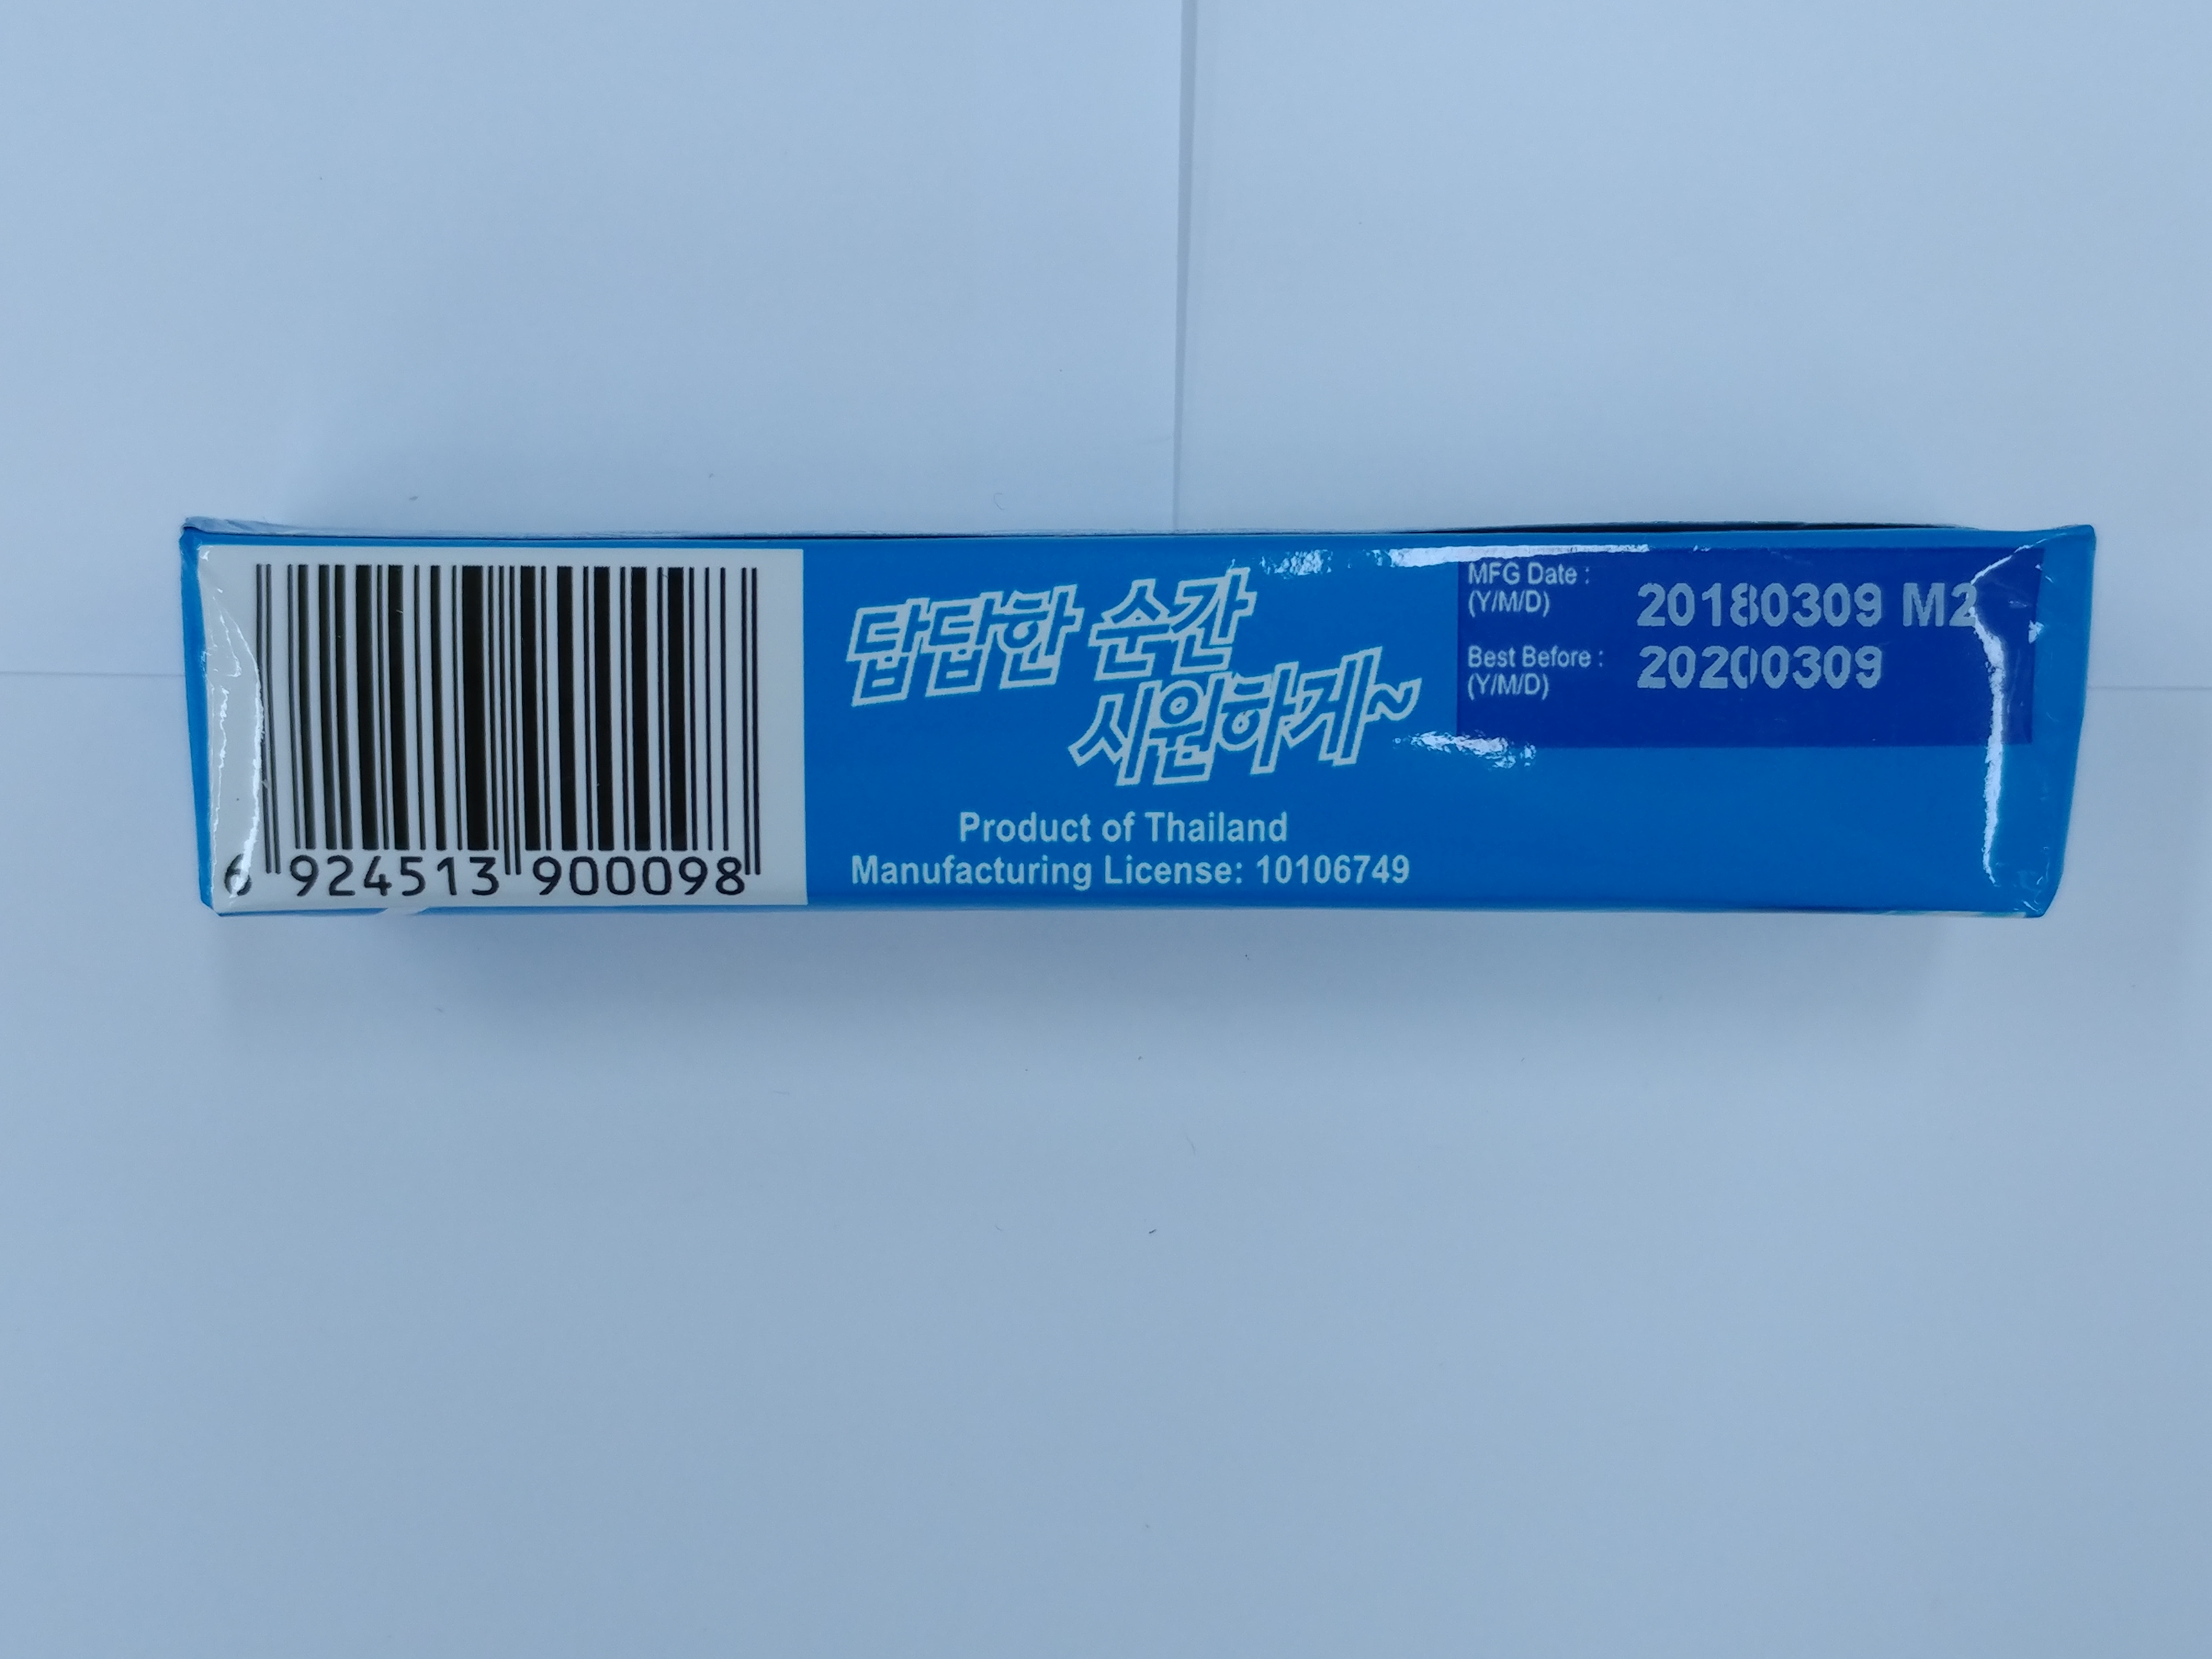 6 924513 900098
답답한 순간
시원하게~
Product of Thailand
Manufacturing License: 10106749
MFG Date :
(Y/M/D)
20180309 M2
Best Before :
(Y/M/D)
20200309